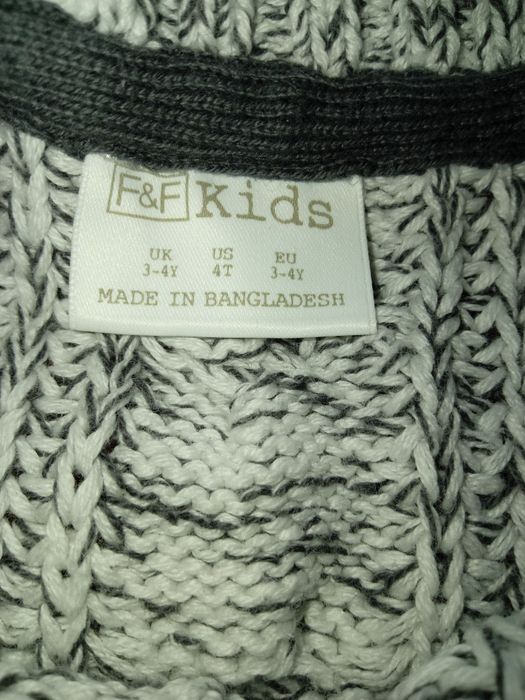 F&F Kids
UK US EU
3-4Y 4T 3-4Y
MADE IN BANGLADESH